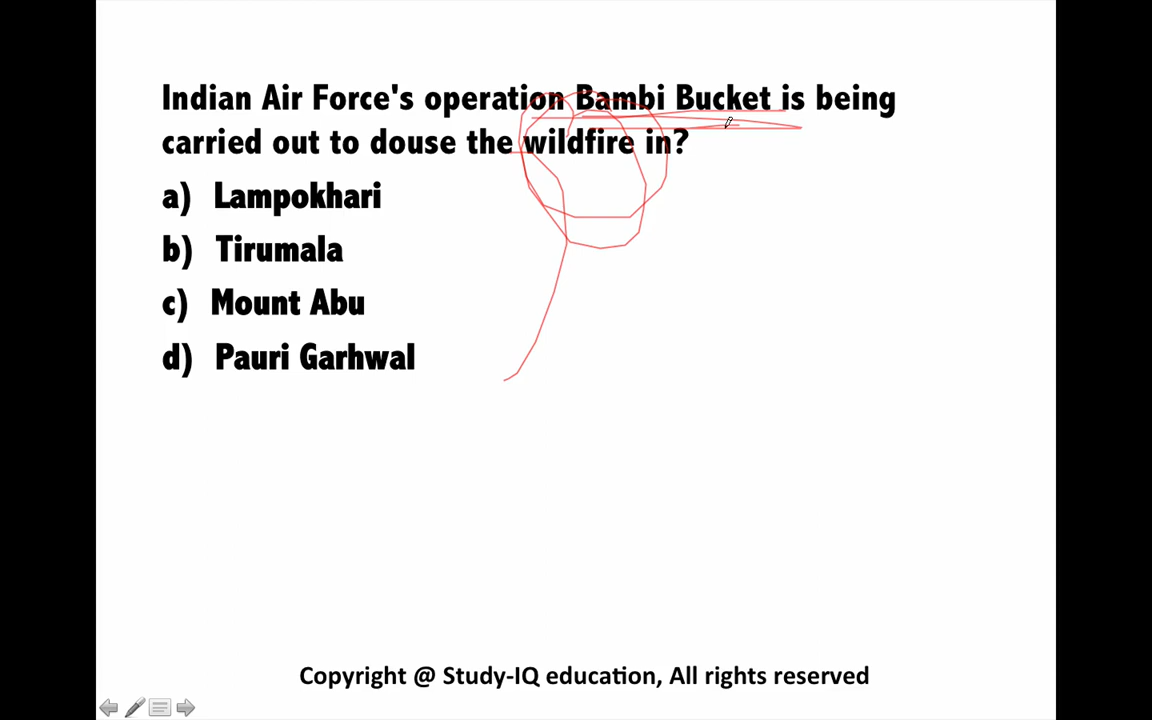 Indian Air Force's operation Bambi Bucket is being
carried out to douse the wildfire in?
a) Lampokhari
b) Tirumala
c) Mount Abu
d) Pauri Garhwal
Copyright @ Study-IQ education, All rights reserved